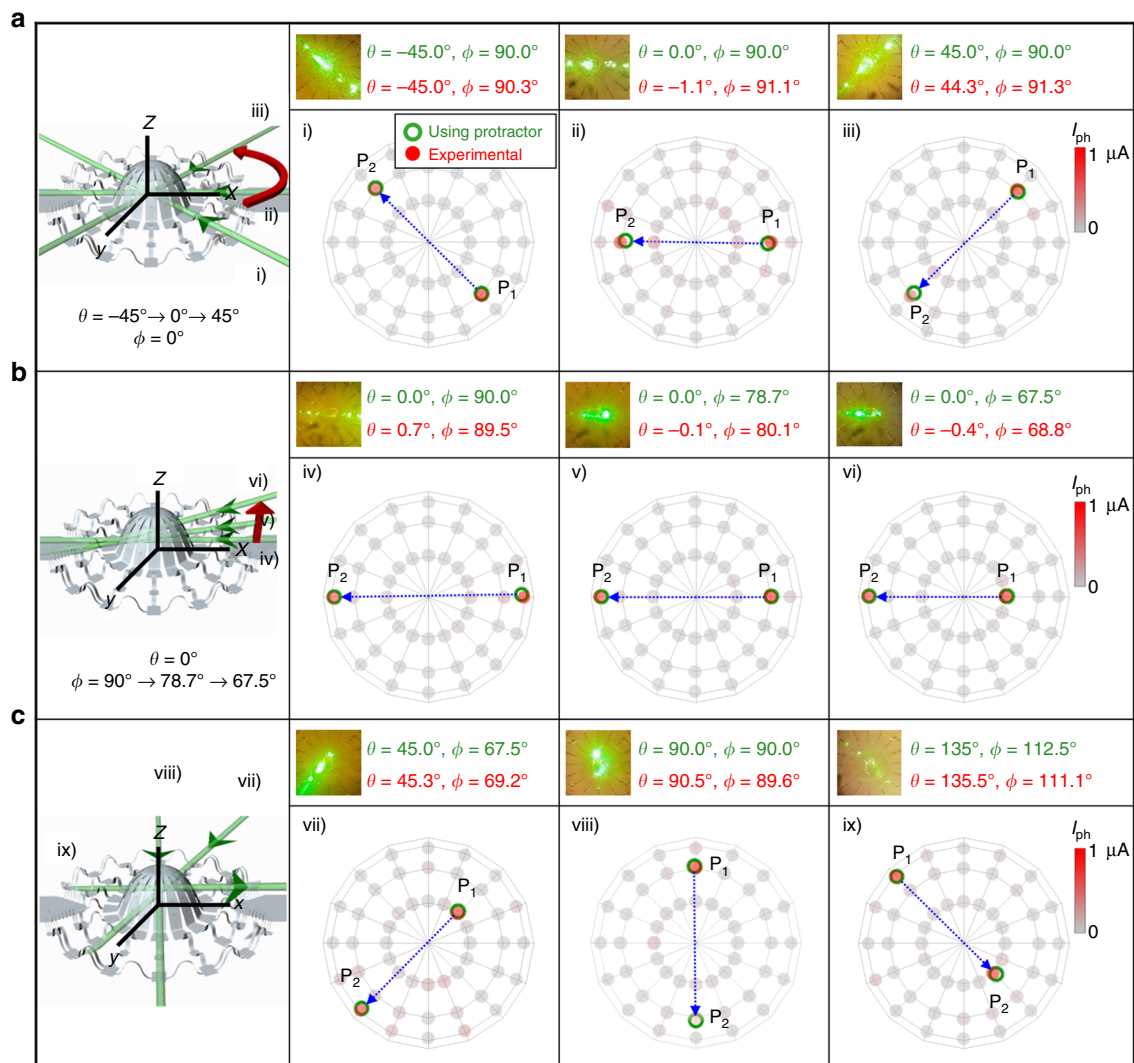 a
Z
X
y
iii)
ii)
i)
θ = –45°→ 0°→ 45°
ϕ = 0°
θ = –45.0°, ϕ = 90.0°
θ = –45.0°, ϕ = 90.3°
θ = 0.0°, ϕ = 90.0°
θ = –1.1°, ϕ = 91.1°
θ = 45.0°, ϕ = 90.0°
θ = 44.3°, ϕ = 91.3°
i)
Using protractor
Experimental
P2
P1
ii)
P2
P1
iii)
P1
P2
Iph
1 μA
0
b
Z
X
y
vi)
v)
iv)
θ = 0°
ϕ = 90° → 78.7° → 67.5°
θ = 0.0°, ϕ = 90.0°
θ = 0.7°, ϕ = 89.5°
θ = 0.0°, ϕ = 78.7°
θ = –0.1°, ϕ = 80.1°
θ = 0.0°, ϕ = 67.5°
θ = –0.4°, ϕ = 68.8°
iv)
P2
P1
v)
P2
P1
vi)
P2
P1
Iph
1 μA
0
c
viii)
vii)
ix)
Z
x
y
θ = 45.0°, ϕ = 67.5°
θ = 45.3°, ϕ = 69.2°
θ = 90.0°, ϕ = 90.0°
θ = 90.5°, ϕ = 89.6°
θ = 135°, ϕ = 112.5°
θ = 135.5°, ϕ = 111.1°
vii)
P1
P2
viii)
P1
P2
ix)
P1
P2
Iph
1 μA
0